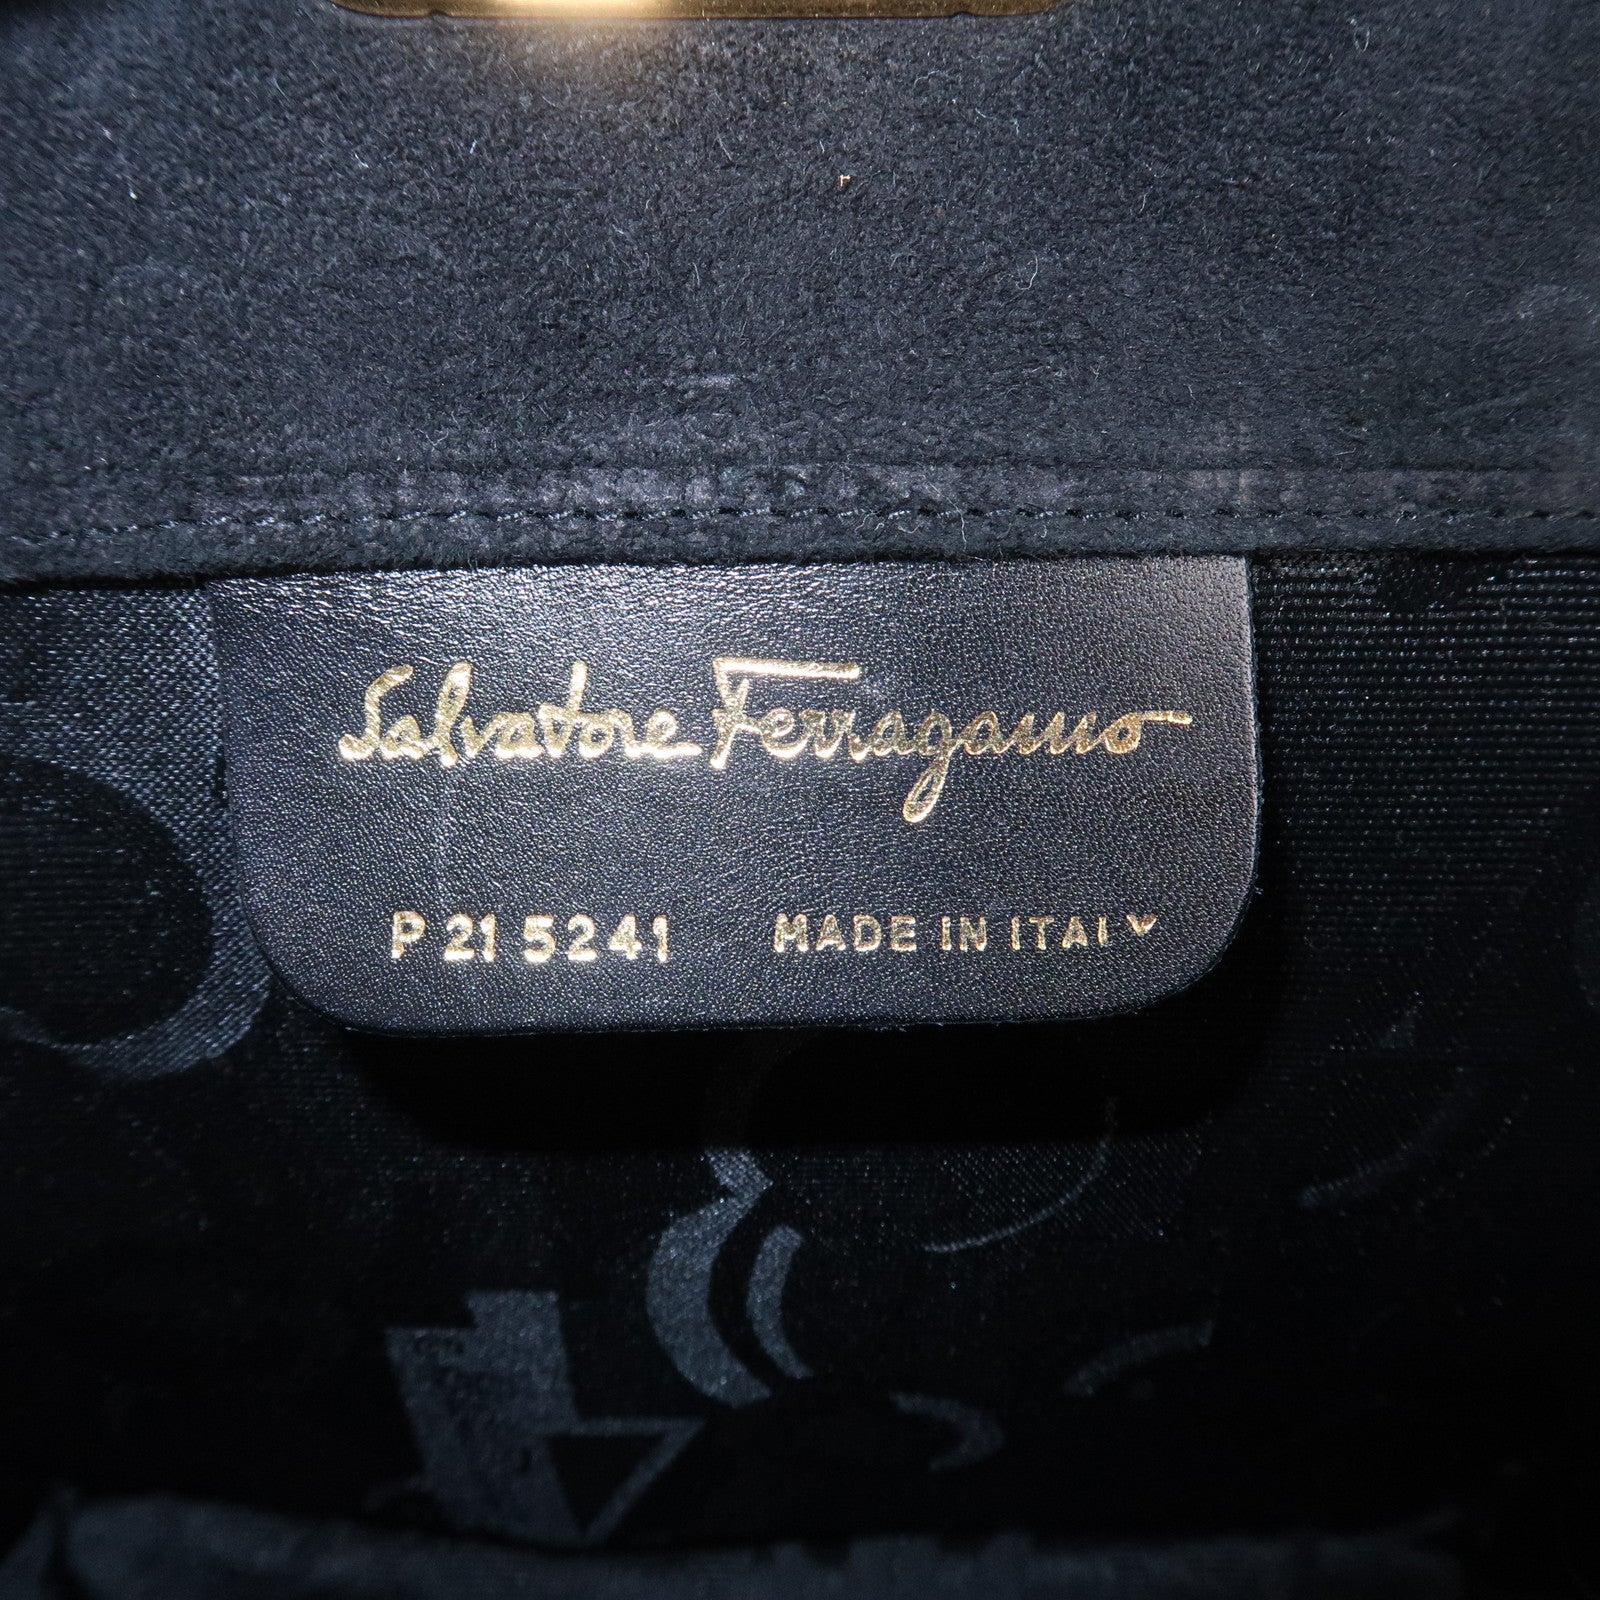 Salvatore Ferragamo
P 21 5241 MADE IN ITALY